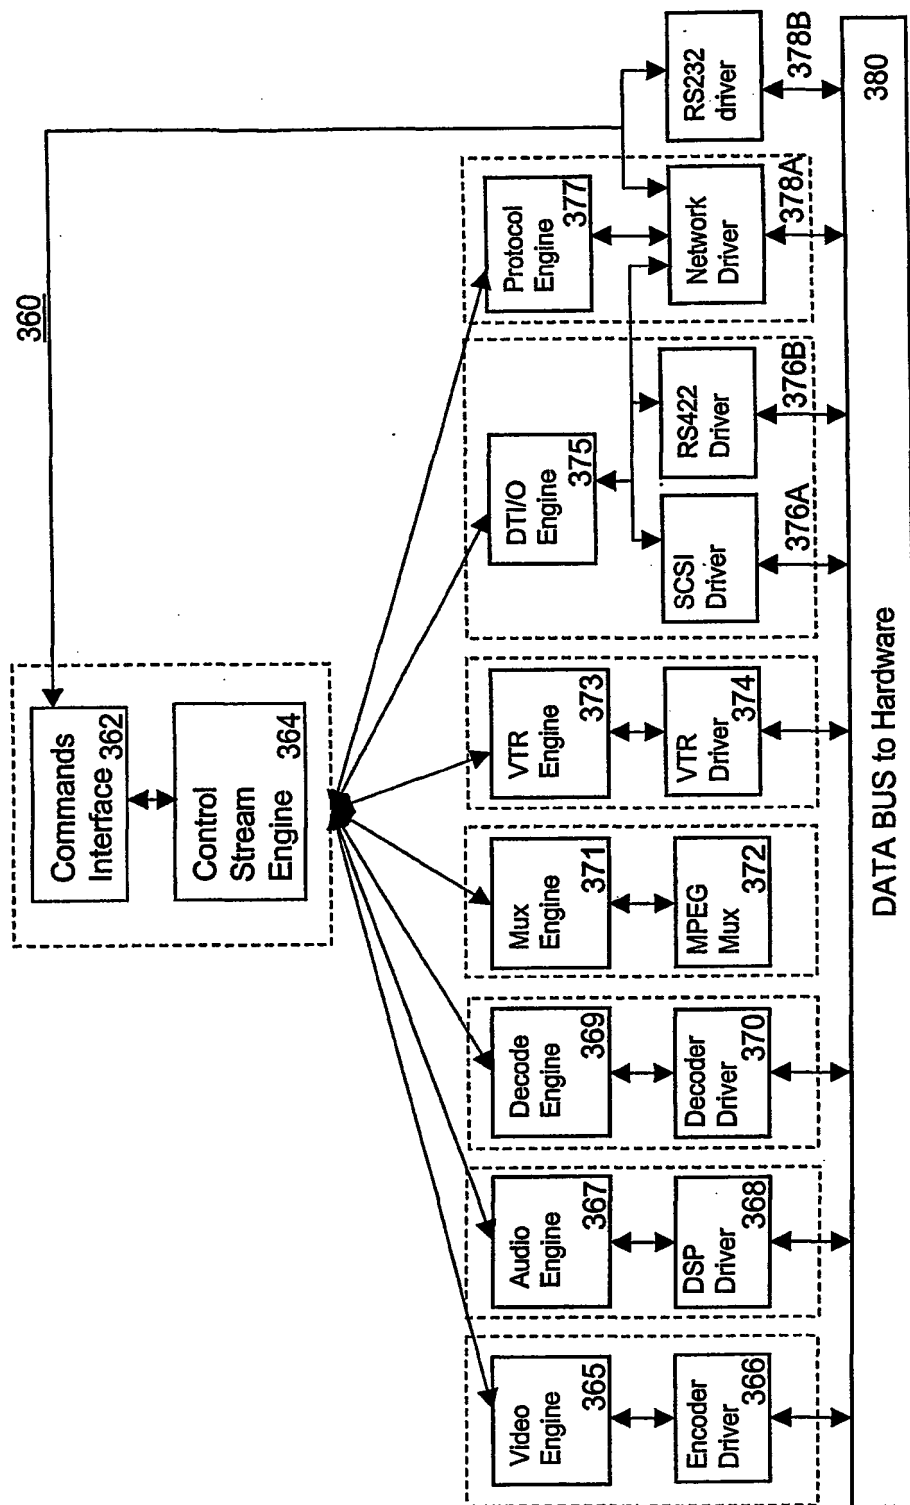 360
Commands
Interface 362
Control
Stream
Engine 364
Video
Engine
365
Audio
Engine
367
Decode
Engine
369
Mux
Engine
371
VTR
Engine
373
DTI/O
Engine
375
Protocol
Engine
377
Encoder
Driver
366
DSP
Driver
368
Decoder
Driver
370
MPEG
Mux
372
VTR
Driver
374
SCSI
Driver
376A
RS422
Driver
376B
Network
Driver
378A
RS232
driver
378B
DATA BUS to Hardware
380